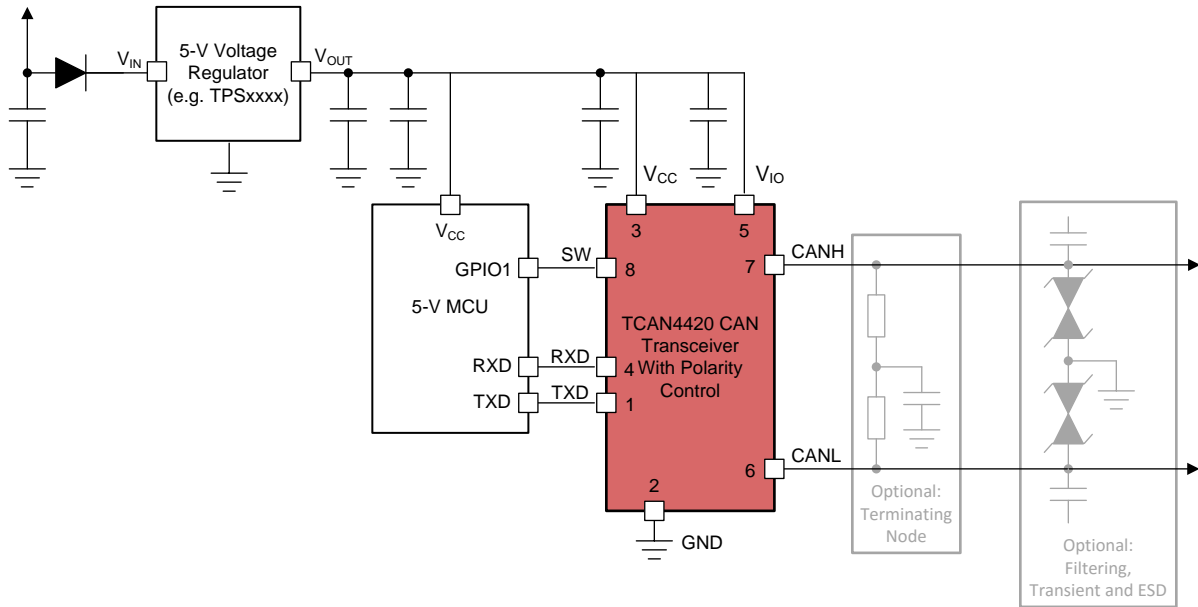 5-V Voltage
Regulator
(e.g. TPSxxxx)
VIN
VOUT
VCC
VIO
VCC
3
5
GPIO1
SW
8
7
CANH
5-V MCU
TCAN4420 CAN
Transceiver
With Polarity
Control
RXD
RXD
4
TXD
TXD
1
6
CANL
2
GND
Optional:
Terminating
Node
Optional:
Filtering,
Transient and ESD